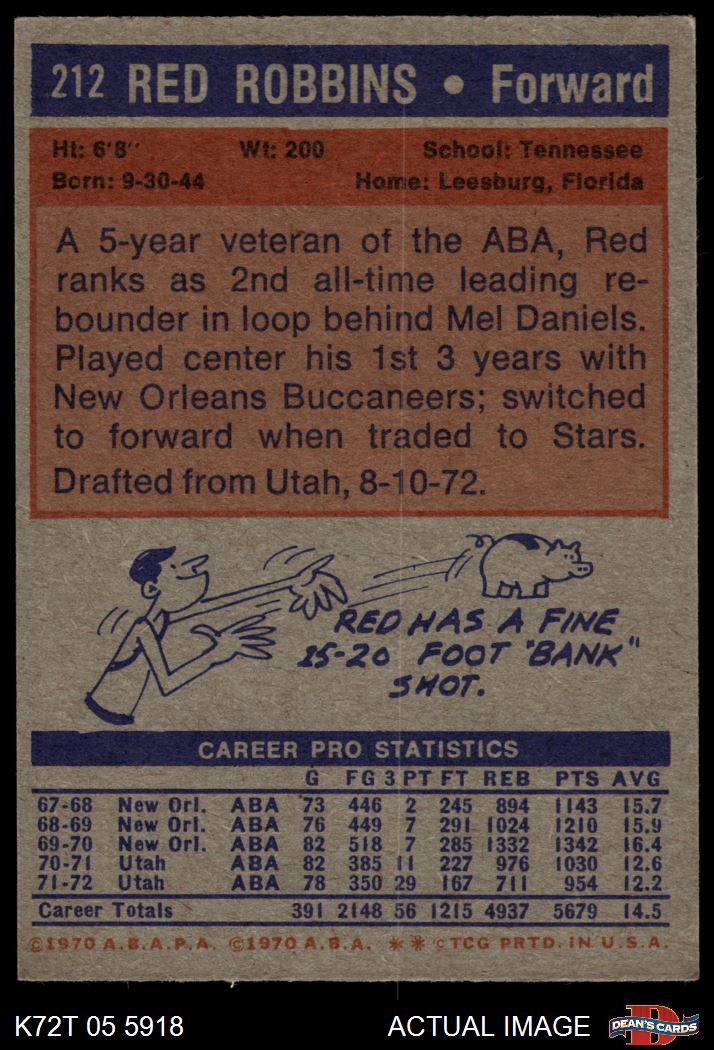 212 RED ROBBINS • Forward
Ht: 6'8" Wt: 200 School: Tennessee
Born: 9-30-44 Home: Leesburg, Florida
A 5-year veteran of the ABA, Red
ranks as 2nd all-time leading re-
bounder in loop behind Mel Daniels.
Played center his 1st 3 years with
New Orleans Buccaneers; switched
to forward when traded to Stars.
Drafted from Utah, 8-10-72.
RED HAS A FINE
15-20 FOOT "BANK"
SHOT.
CAREER PRO STATISTICS
G FG 3 PT FT REB PTS AVG
67-68 New Orl. ABA 73 446 2 245 894 1143 15.7
68-69 New Orl. ABA 76 449 7 291 1024 1210 15.9
69-70 New Orl. ABA 82 518 7 285 1332 1342 16.4
70-71 Utah ABA 82 385 11 227 976 1030 12.6
71-72 Utah ABA 78 350 29 167 711 954 12.2
Career Totals 391 2148 56 1215 4937 5679 14.5
©1970 A.B.A.P.A. ©1970 A.B.A. ** ©TCG PRTD. IN U.S.A.
K72T 05 5918 ACTUAL IMAGE D DEAN'S CARDS